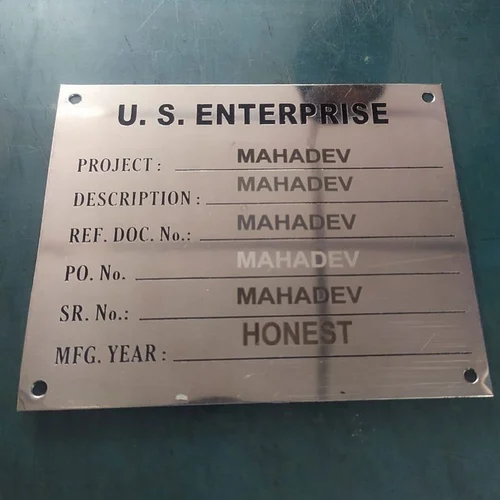 U. S. ENTERPRISE
PROJECT : MAHADEV
DESCRIPTION : MAHADEV
REF. DOC. No.: MAHADEV
PO. No. MAHADEV
SR. No.: MAHADEV
MFG. YEAR : HONEST